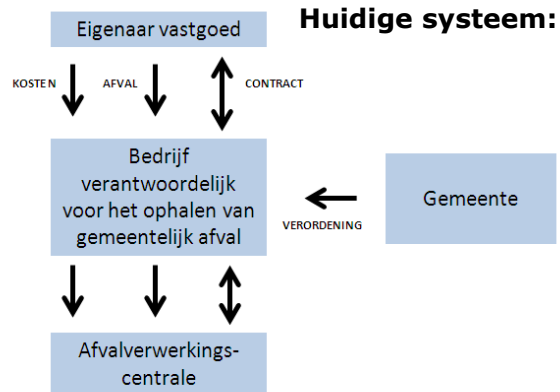 Huidige systeem:
Eigenaar vastgoed
KOSTEN
AFVAL
CONTRACT
Bedrijf
verantwoordelijk
voor het ophalen van
gemeentelijk afval
VERORDENING
Gemeente
Afvalverwerkings-
centrale